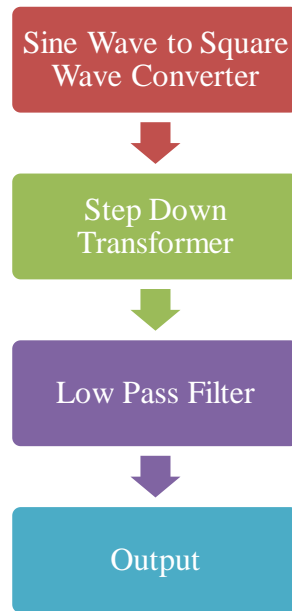 Sine Wave to Square
Wave Converter
Step Down
Transformer
Low Pass Filter
Output